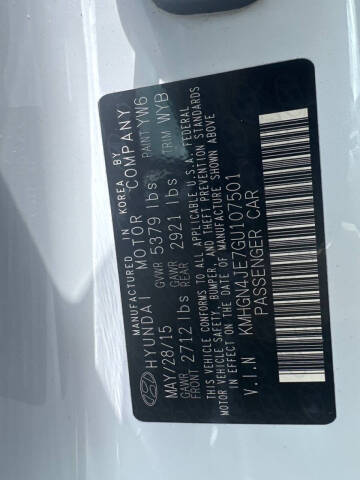 MANUFACTURED IN KOREA BY
HYUNDAI MOTOR COMPANY
MAY/28/15 GVWR 5379 lbs PAINT YW6
GAWR FRONT 2712 lbs GAWR REAR 2921 lbs TRIM WYB
THIS VEHICLE CONFORMS TO ALL APPLICABLE U.S.A. FEDERAL
MOTOR VEHICLE SAFETY, BUMPER, AND THEFT PREVENTION STANDARDS
IN EFFECT ON THE DATE OF MANUFACTURE SHOWN ABOVE
V.I.N KMHGN4JE7GU107501
PASSENGER CAR